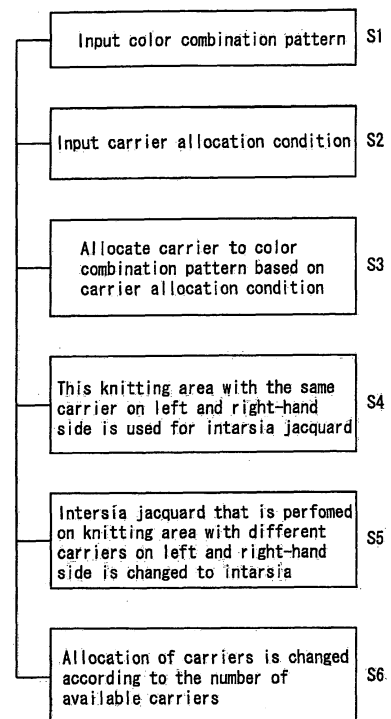 Input color combination pattern S1
Input carrier allocation condition S2
Allocate carrier to color
combination pattern based on
carrier allocation condition
S3
This knitting area with the same
carrier on left and right-hand
side is used for intarsia jacquard
S4
Intersia jacquard that is perfomed
on knitting area with different
carriers on left and right-hand
side is changed to intarsia
S5
Allocation of carriers is changed
according to the number of
available carriers
S6